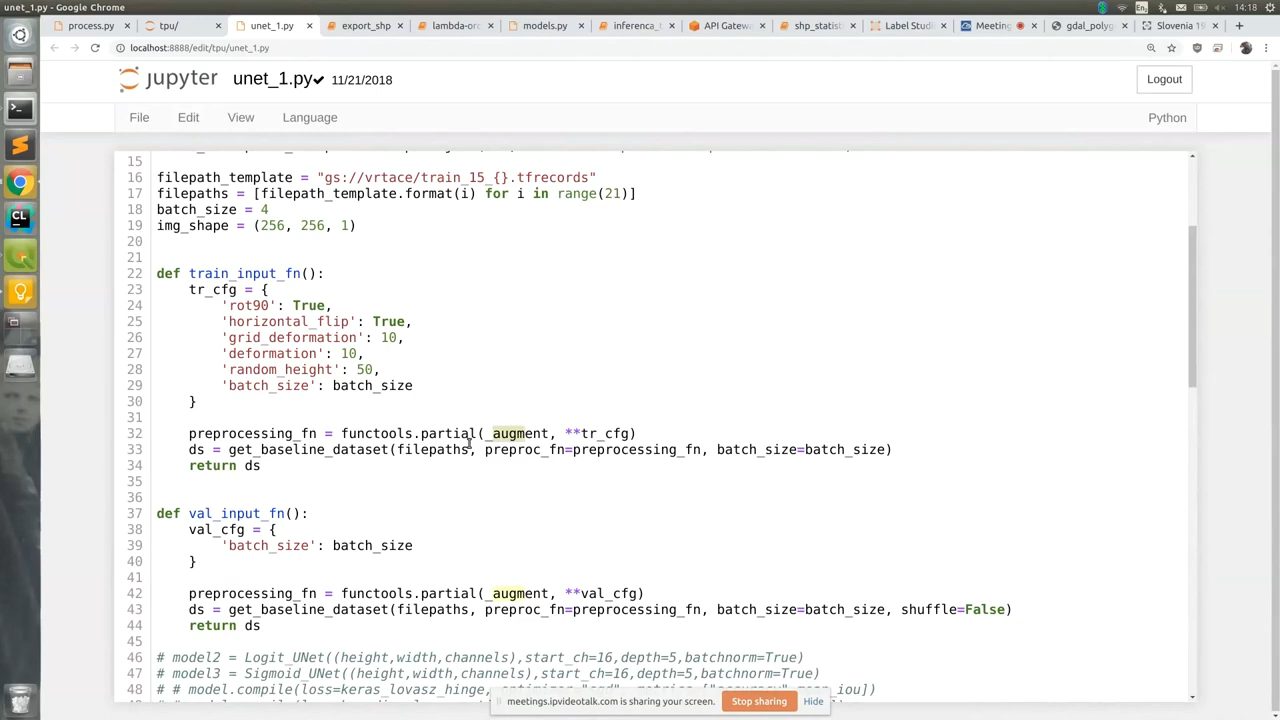 unet_1.py - Google Chrome
En
14:18
process.py
tpu/
unet_1.py
export_shp
lambda-or
models.py
inferenca_t
API Gatewa
shp_statist
Label Studi
Meeting
gdal_polyg
Slovenia 19
localhost:8888/edit/tpu/unet_1.py
jupyter unet_1.py 11/21/2018
Logout
File Edit View Language
Python
15
16 filepath_template = "gs://vrtace/train_15_{}.tfrecords"
17 filepaths = [filepath_template.format(i) for i in range(21)]
18 batch_size = 4
19 img_shape = (256, 256, 1)
20
21
22 def train_input_fn():
23 tr_cfg = {
24 'rot90': True,
25 'horizontal_flip': True,
26 'grid_deformation': 10,
27 'deformation': 10,
28 'random_height': 50,
29 'batch_size': batch_size
30 }
31
32 preprocessing_fn = functools.partial(_augment, **tr_cfg)
33 ds = get_baseline_dataset(filepaths, preproc_fn=preprocessing_fn, batch_size=batch_size)
34 return ds
35
36
37 def val_input_fn():
38 val_cfg = {
39 'batch_size': batch_size
40 }
41
42 preprocessing_fn = functools.partial(_augment, **val_cfg)
43 ds = get_baseline_dataset(filepaths, preproc_fn=preprocessing_fn, batch_size=batch_size, shuffle=False)
44 return ds
45
46 # model2 = Logit_UNet((height,width,channels),start_ch=16,depth=5,batchnorm=True)
47 # model3 = Sigmoid_UNet((height,width,channels),start_ch=16,depth=5,batchnorm=True)
48 # # model.compile(loss=keras_lovasz_hinge,
meetings.ipvideotalk.com is sharing your screen. Stop sharing Hide